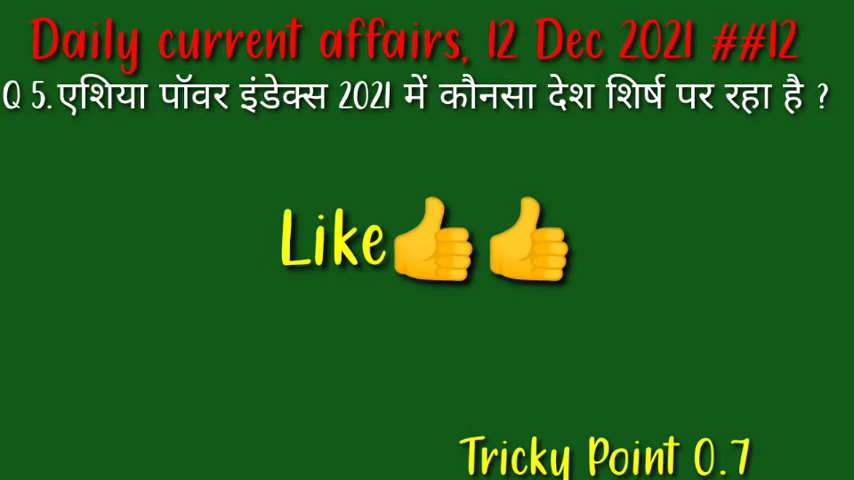 Daily current affairs, 12 Dec 2021 ##12
Q 5. एशिया पॉवर इंडेक्स 2021 में कौनसा देश शिर्ष पर रहा है ?
Like👍👍
Tricky Point 0.7